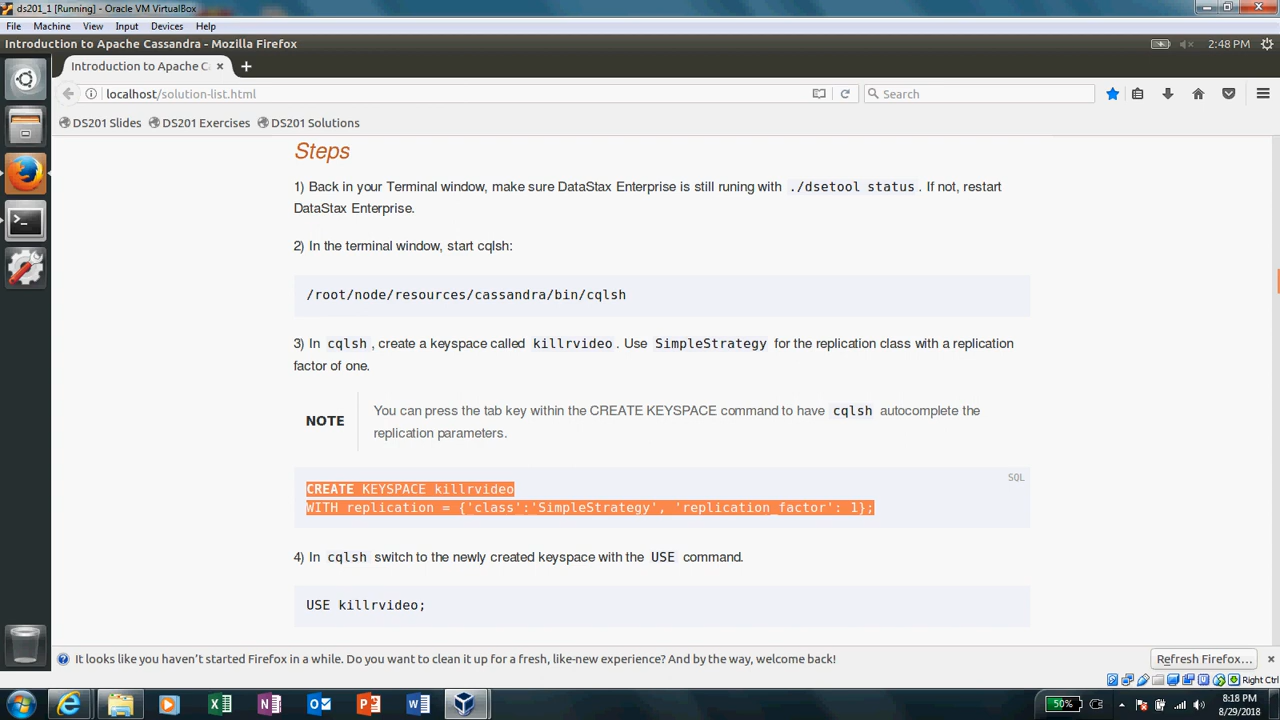 ds201_1 [Running] - Oracle VM VirtualBox
File Machine View Input Devices Help
Introduction to Apache Cassandra - Mozilla Firefox
2:48 PM
Introduction to Apache C
localhost/solution-list.html
Search
DS201 Slides DS201 Exercises DS201 Solutions
Steps
1) Back in your Terminal window, make sure DataStax Enterprise is still runing with ./dsetool status . If not, restart
DataStax Enterprise.
2) In the terminal window, start cqlsh:
/root/node/resources/cassandra/bin/cqlsh
3) In cqlsh , create a keyspace called killrvideo . Use SimpleStrategy for the replication class with a replication
factor of one.
NOTE
You can press the tab key within the CREATE KEYSPACE command to have cqlsh autocomplete the
replication parameters.
SQL
CREATE KEYSPACE killrvideo
WITH replication = {'class':'SimpleStrategy', 'replication_factor': 1};
4) In cqlsh switch to the newly created keyspace with the USE command.
USE killrvideo;
It looks like you haven't started Firefox in a while. Do you want to clean it up for a fresh, like-new experience? And by the way, welcome back!
Refresh Firefox...
Right Ctrl
50%
8:18 PM
8/29/2018